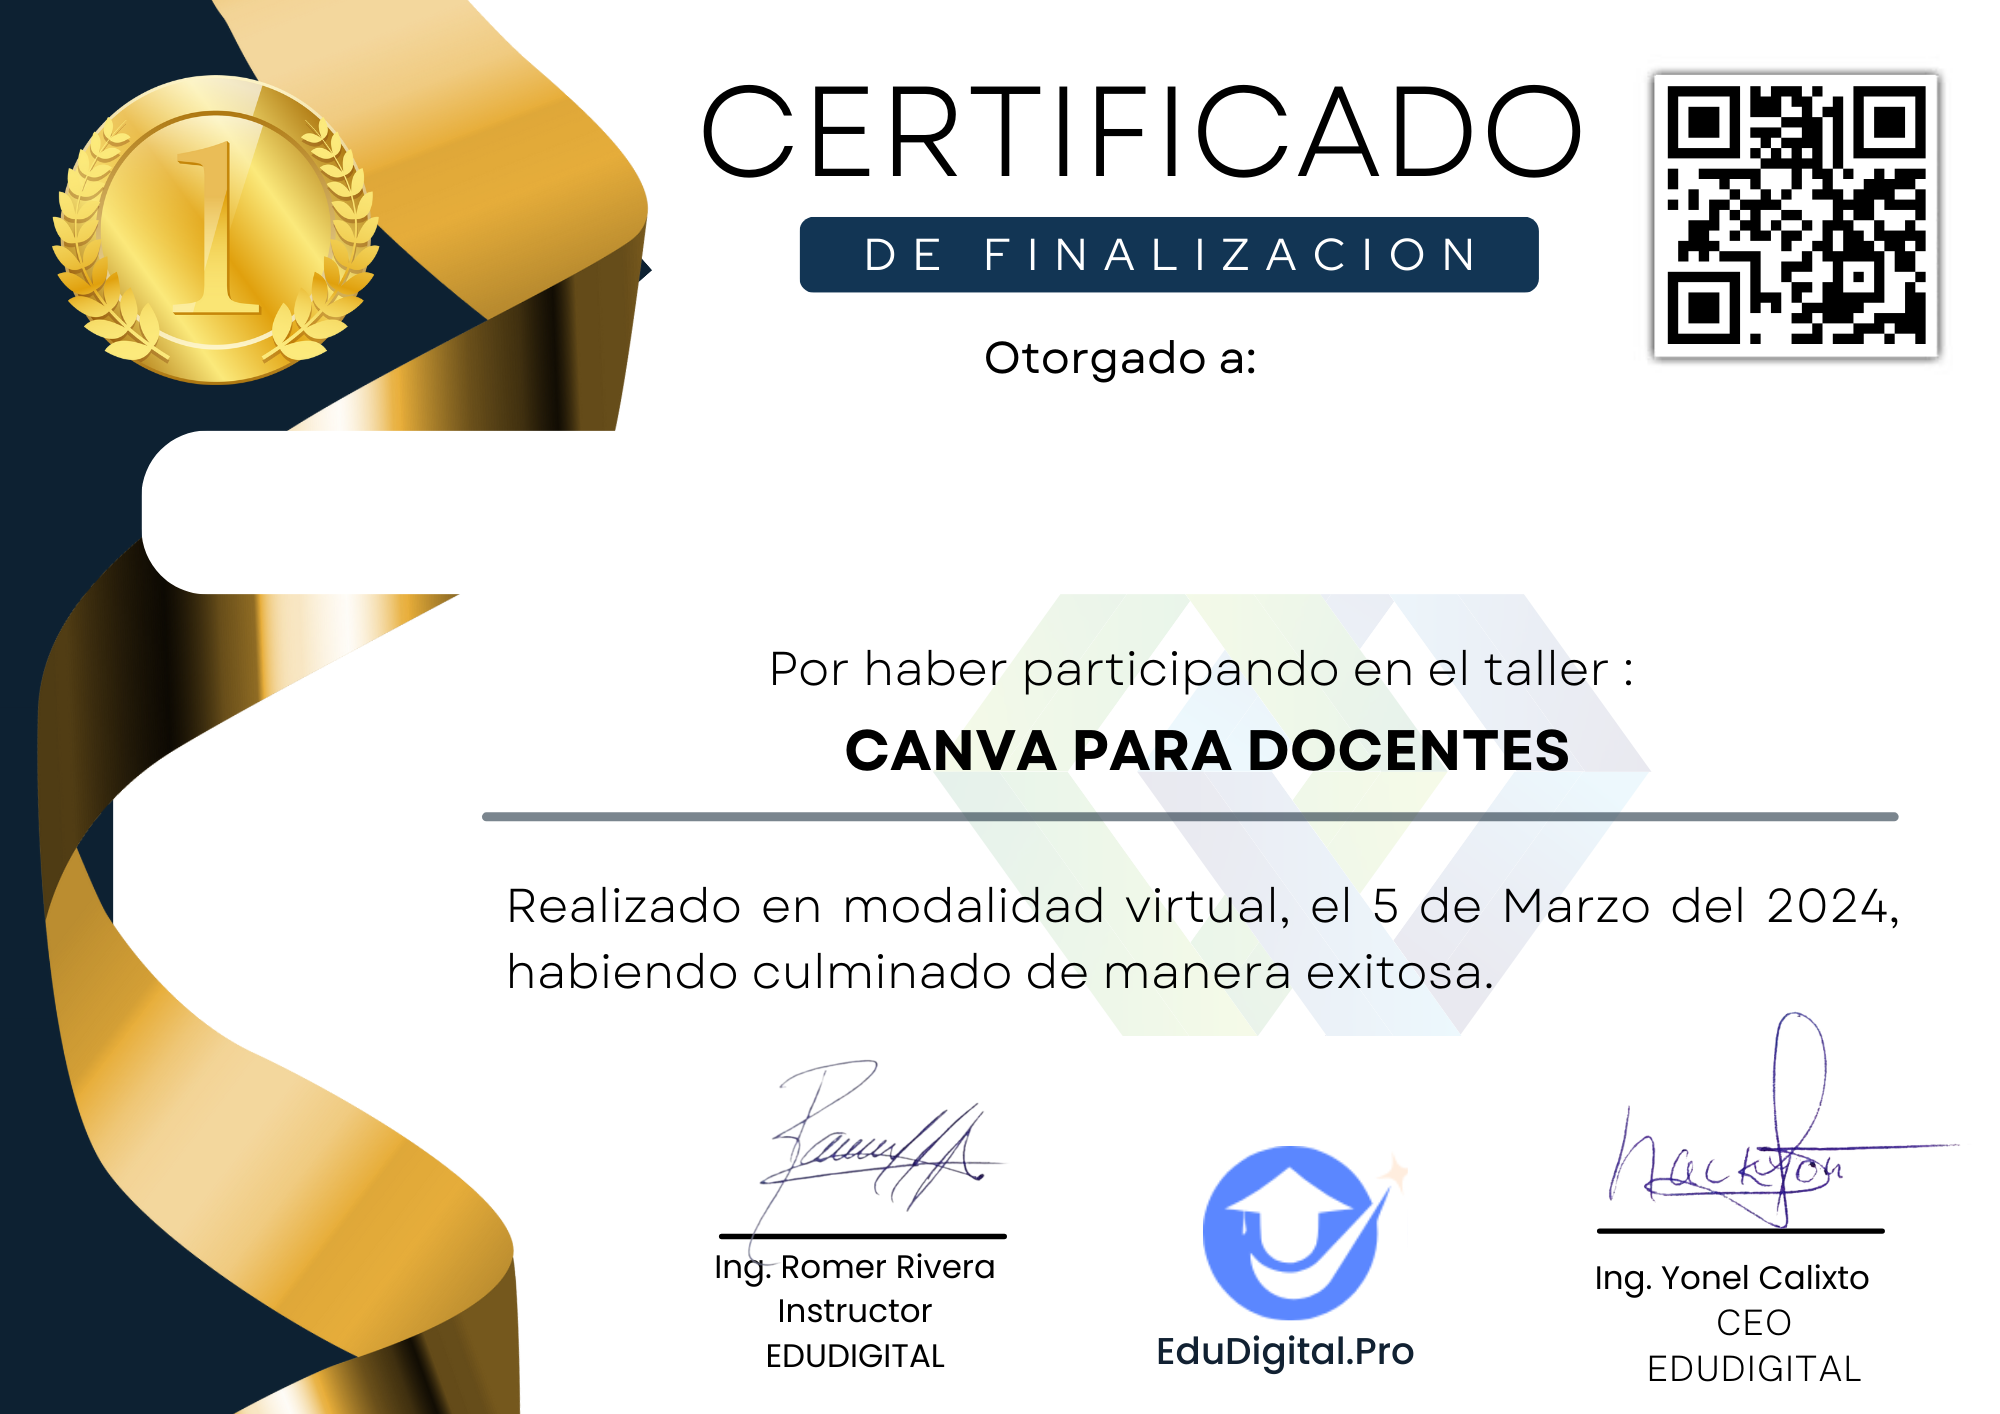 1
CERTIFICADO
DE FINALIZACION
Otorgado a:
Por haber participando en el taller :
CANVA PARA DOCENTES
Realizado en modalidad virtual, el 5 de Marzo del 2024,
habiendo culminado de manera exitosa.
Ing. Romer Rivera
Instructor
EDUDIGITAL
EduDigital.Pro
Ing. Yonel Calixto
CEO
EDUDIGITAL